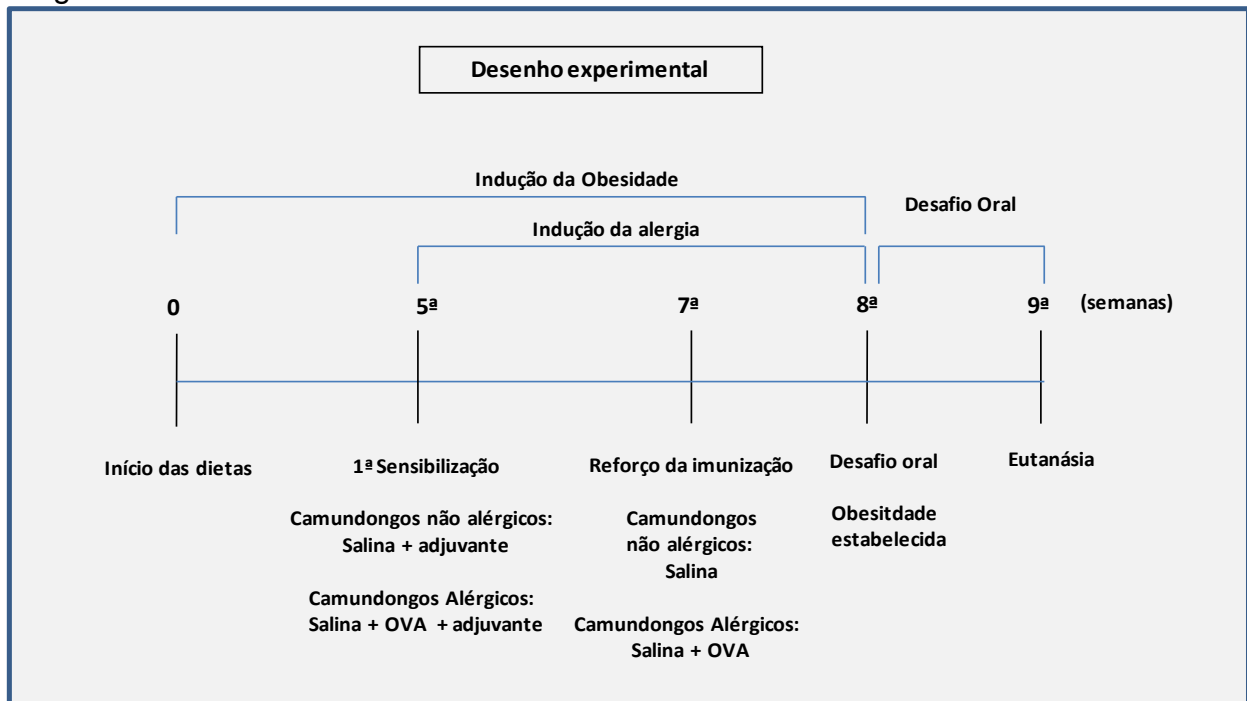 Desenho experimental
Indução da Obesidade
Desafio Oral
Indução da alergia
0
5ª
7ª
8ª
9ª
(semanas)
Início das dietas
1ª Sensibilização
Camundongos não alérgicos:
Salina + adjuvante
Camundongos Alérgicos:
Salina + OVA + adjuvante
Reforço da imunização
Camundongos
não alérgicos:
Salina
Camundongos Alérgicos:
Salina + OVA
Desafio oral
Obesitdade
estabelecida
Eutanásia